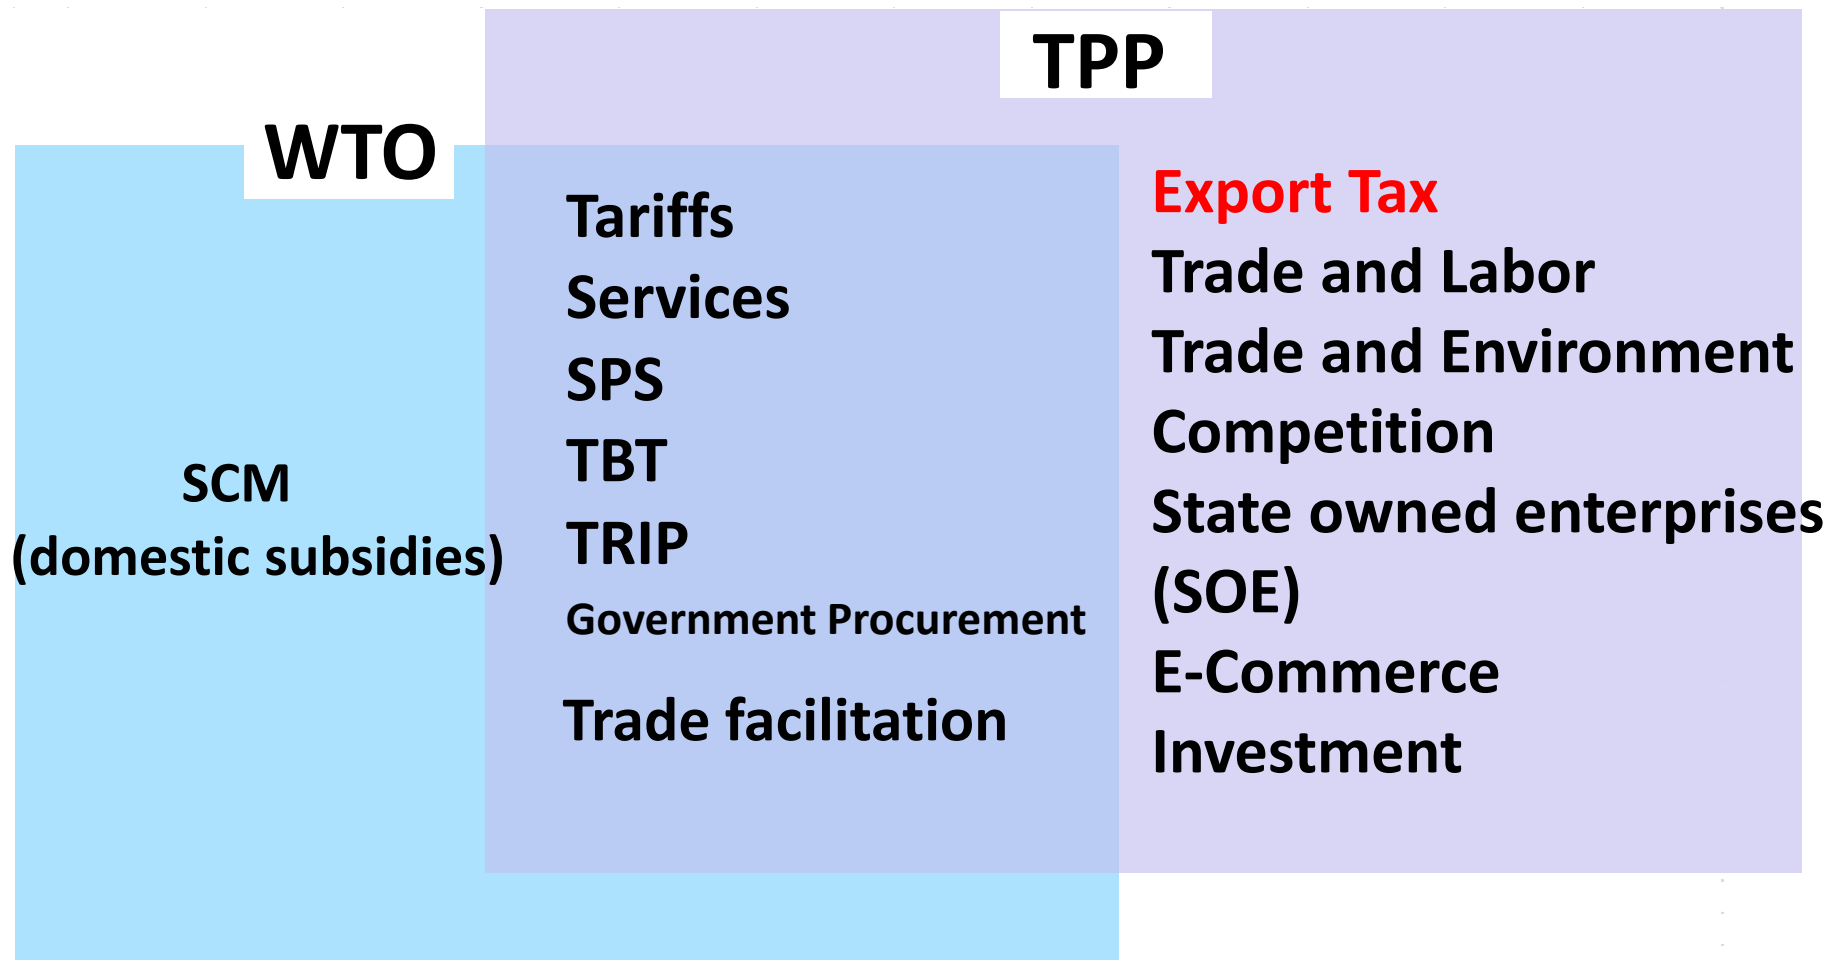 TPP
WTO
SCM
(domestic subsidies)
Tariffs
Services
SPS
TBT
TRIP
Government Procurement
Trade facilitation
Export Tax
Trade and Labor
Trade and Environment
Competition
State owned enterprises
(SOE)
E-Commerce
Investment